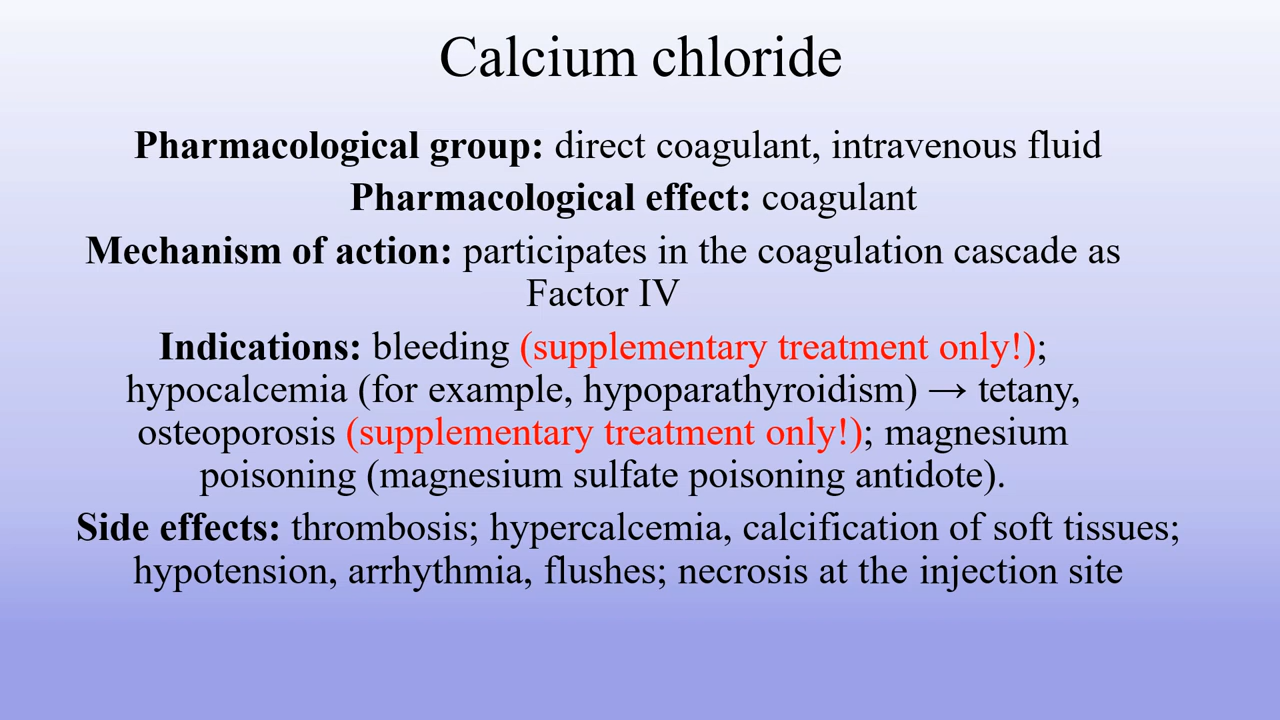 Calcium chloride
Pharmacological group: direct coagulant, intravenous fluid
Pharmacological effect: coagulant
Mechanism of action: participates in the coagulation cascade as
Factor IV
Indications: bleeding (supplementary treatment only!);
hypocalcemia (for example, hypoparathyroidism) → tetany,
osteoporosis (supplementary treatment only!); magnesium
poisoning (magnesium sulfate poisoning antidote).
Side effects: thrombosis; hypercalcemia, calcification of soft tissues;
hypotension, arrhythmia, flushes; necrosis at the injection site